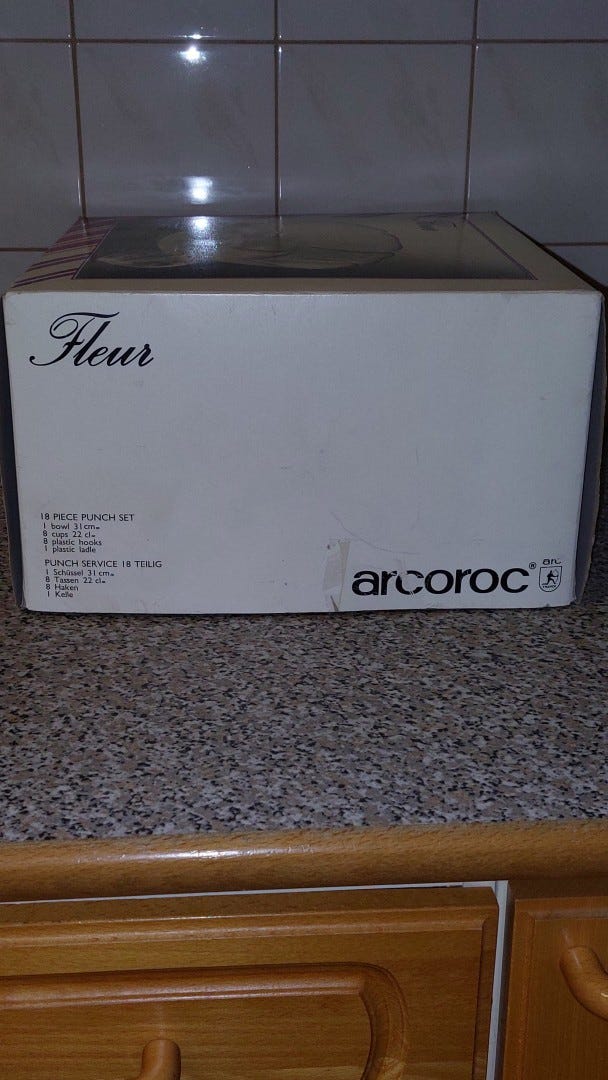 Fleur
18 PIECE PUNCH SET
1 bowl 31 cm=
8 cups 22 cl=
8 plastic hooks
1 plastic ladle
PUNCH SERVICE 18 TEILIG
1 Schüssel 31 cm=
8 Tassen 22 cl=
8 Haken
1 Kelle
arc
arcoroc®